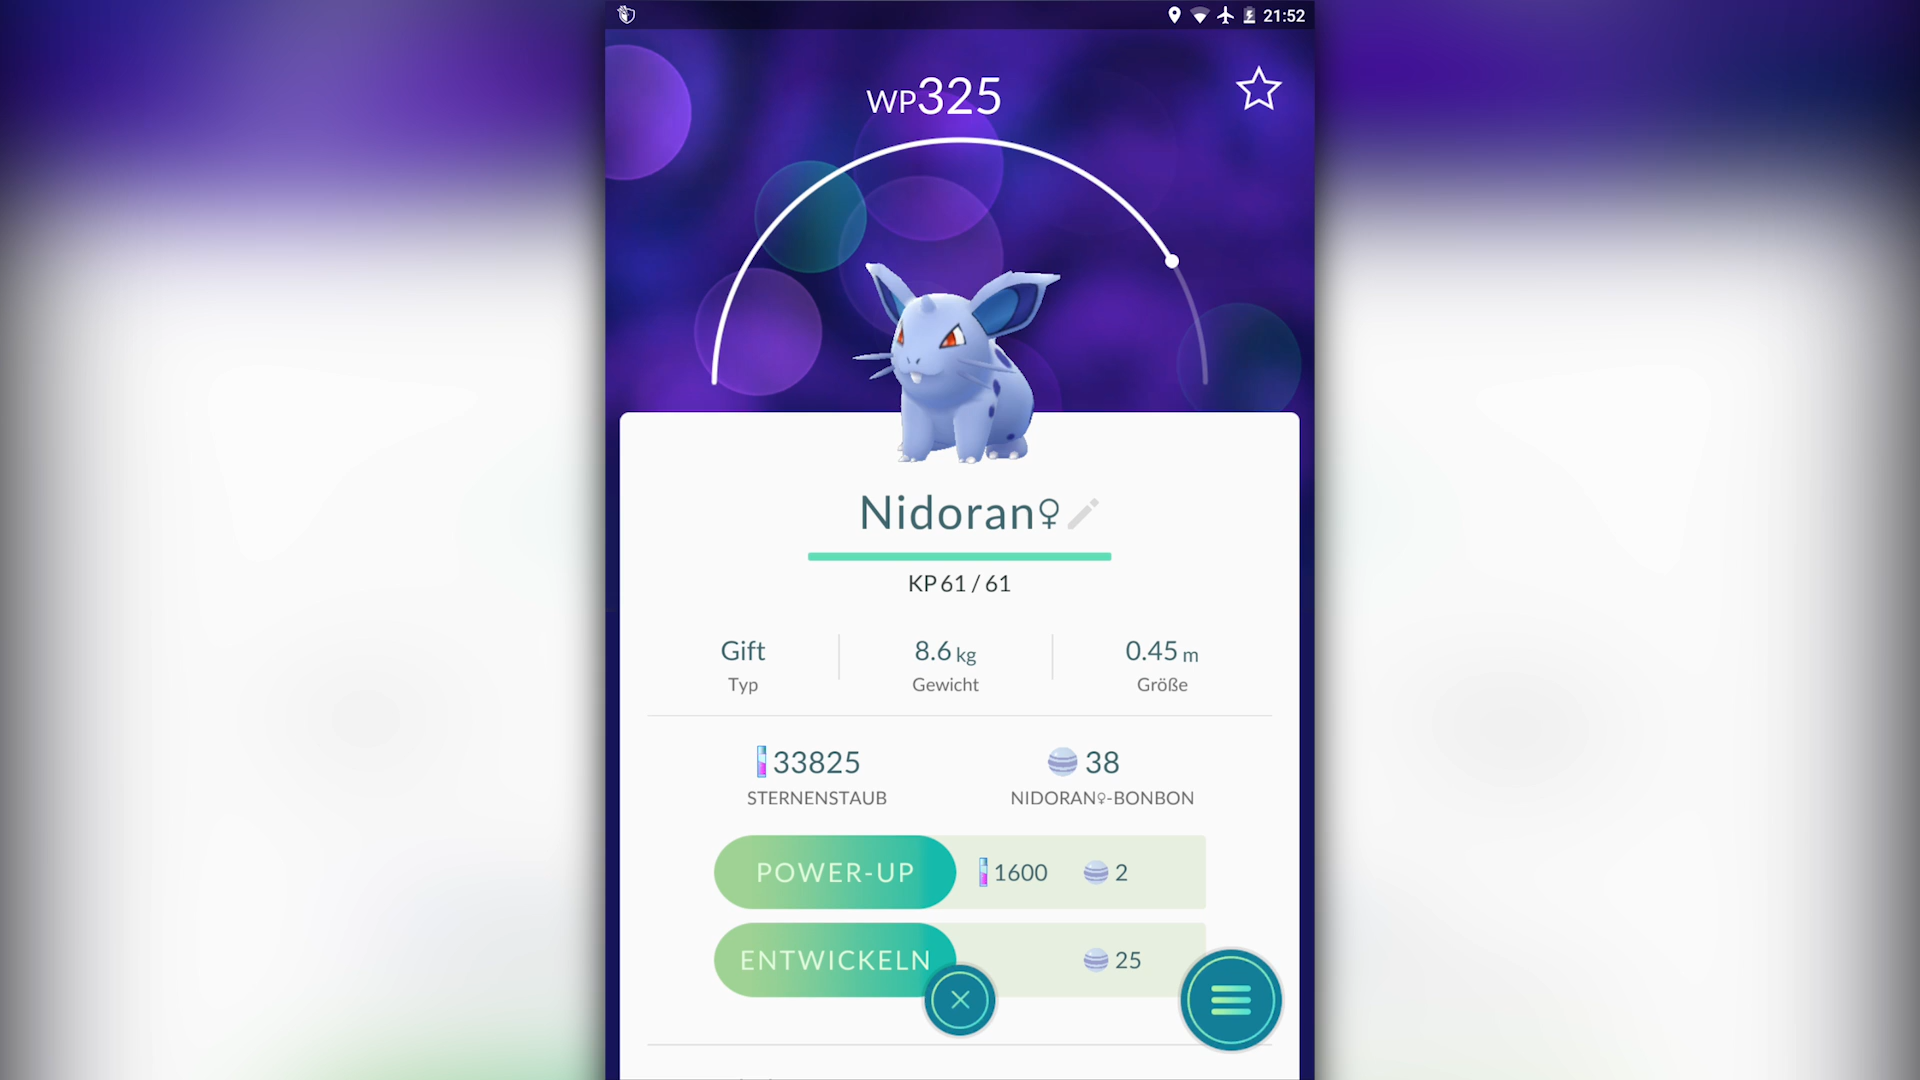 21:52
WP325
Nidoran♀
KP 61 / 61
Gift 8.6 kg 0.45 m
Typ Gewicht Größe
33825 38
STERNENSTAUB NIDORAN♀-BONBON
POWER-UP 1600 2
ENTWICKELN 25